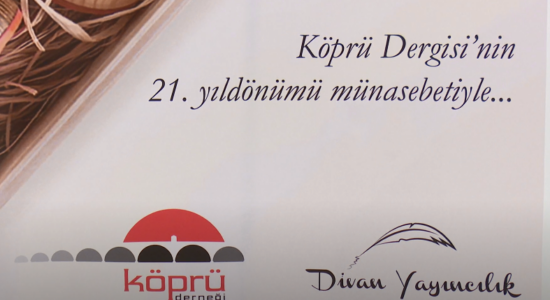 Köprü Dergisi'nin
21. yıldönümü münasebetiyle...
köprü
derneği
Divan Yayıncılık